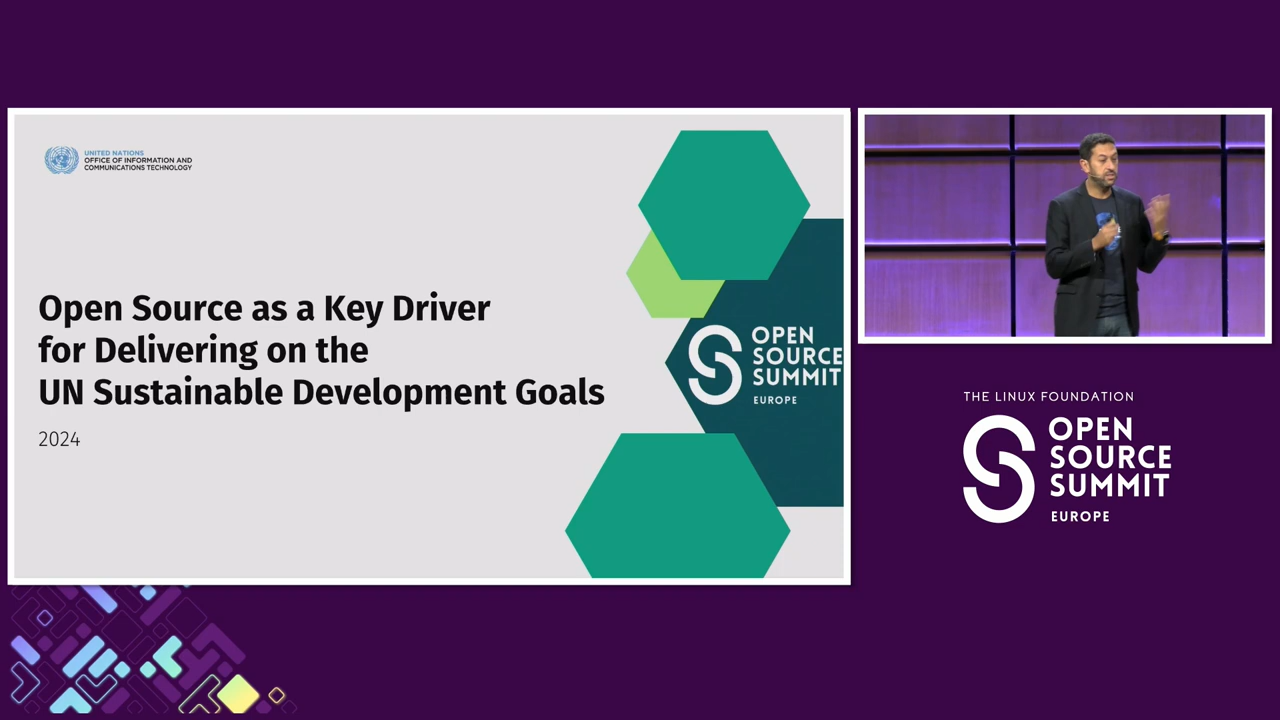 UNITED NATIONS
OFFICE OF INFORMATION AND
COMMUNICATIONS TECHNOLOGY
Open Source as a Key Driver
for Delivering on the
UN Sustainable Development Goals
2024
OPEN
SOURCE
SUMMIT
EUROPE
THE LINUX FOUNDATION
OPEN
SOURCE
SUMMIT
EUROPE